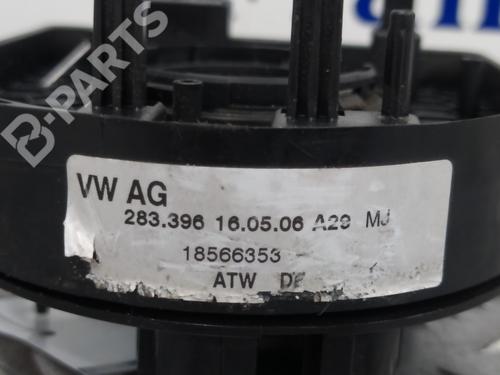 B-PARTS
VW AG
283.396 16.05.06 A29 MJ
18566353
ATW DE